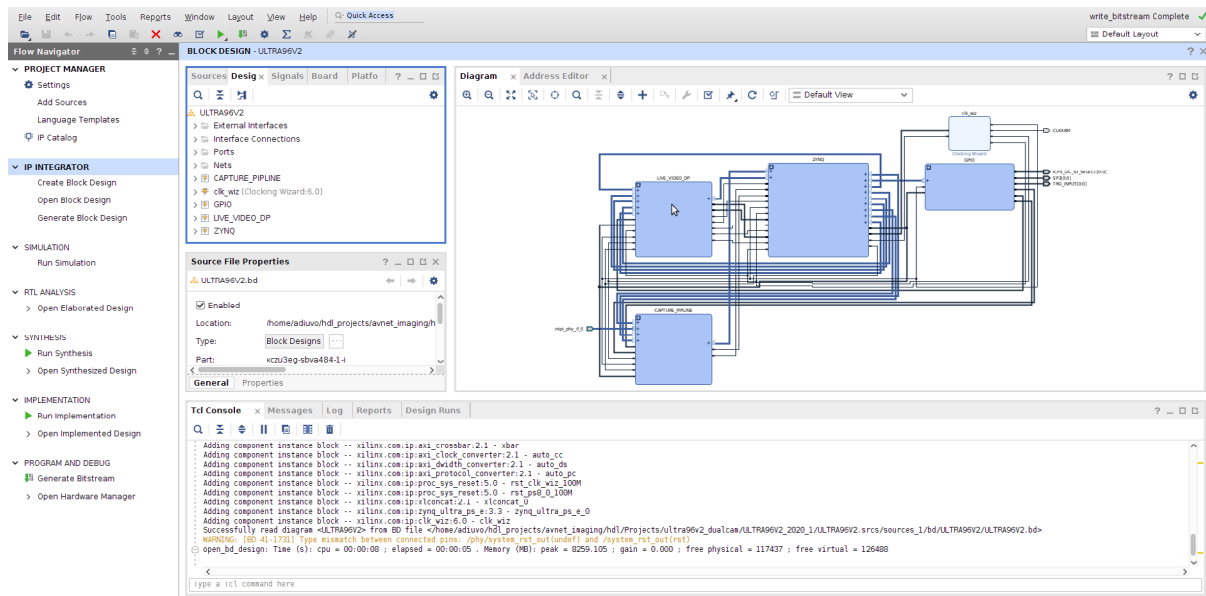 File Edit Flow Tools Reports Window Layout View Help Quick Access
write_bitstream Complete
Default Layout
Flow Navigator
PROJECT MANAGER
Settings
Add Sources
Language Templates
IP Catalog
IP INTEGRATOR
Create Block Design
Open Block Design
Generate Block Design
SIMULATION
Run Simulation
RTL ANALYSIS
Open Elaborated Design
SYNTHESIS
Run Synthesis
Open Synthesized Design
IMPLEMENTATION
Run Implementation
Open Implemented Design
PROGRAM AND DEBUG
Generate Bitstream
Open Hardware Manager
BLOCK DESIGN - ULTRA96V2
Sources Desig Signals Board Platfo
ULTRA96V2
External Interfaces
Interface Connections
Ports
Nets
CAPTURE_PIPLINE
clk_wiz (Clocking Wizard:6.0)
GPIO
LIVE_VIDEO_DP
ZYNQ
Source File Properties
ULTRA96V2.bd
Enabled
Location: /home/adiuvo/hdl_projects/avnet_imaging/h
Type: Block Designs
Part: xczu3eg-sbva484-1-i
General Properties
Diagram Address Editor
Default View
clk_wiz
CLK48M
Clocking Wizard
GPIO
ZYNQ
LIVE_VIDEO_DP
TRIG_INPUT[0:0]
CAPTURE_PIPLINE
mipi_phy_if_0
Tcl Console Messages Log Reports Design Runs
Adding component instance block -- xilinx.com:ip:axi_crossbar:2.1 - xbar
Adding component instance block -- xilinx.com:ip:axi_clock_converter:2.1 - auto_cc
Adding component instance block -- xilinx.com:ip:axi_dwidth_converter:2.1 - auto_ds
Adding component instance block -- xilinx.com:ip:axi_protocol_converter:2.1 - auto_pc
Adding component instance block -- xilinx.com:ip:proc_sys_reset:5.0 - rst_clk_wiz_100M
Adding component instance block -- xilinx.com:ip:proc_sys_reset:5.0 - rst_ps8_0_100M
Adding component instance block -- xilinx.com:ip:xlconcat:2.1 - xlconcat_0
Adding component instance block -- xilinx.com:ip:zynq_ultra_ps_e:3.3 - zynq_ultra_ps_e_0
Adding component instance block -- xilinx.com:ip:clk_wiz:6.0 - clk_wiz
Successfully read diagram <ULTRA96V2> from BD file </home/adiuvo/hdl_projects/avnet_imaging/hdl/Projects/ultra96v2_dualcam/ULTRA96V2_2020_1/ULTRA96V2.srcs/sources_1/bd/ULTRA96V2/ULTRA96V2.bd>
WARNING: [BD 41-1731] Type mismatch between connected pins: /phy/system_rst_out(undef) and /system_rst_out(rst)
open_bd_design: Time (s): cpu = 00:00:08 ; elapsed = 00:00:05 . Memory (MB): peak = 8259.105 ; gain = 0.000 ; free physical = 117437 ; free virtual = 126488
Type a Tcl command here